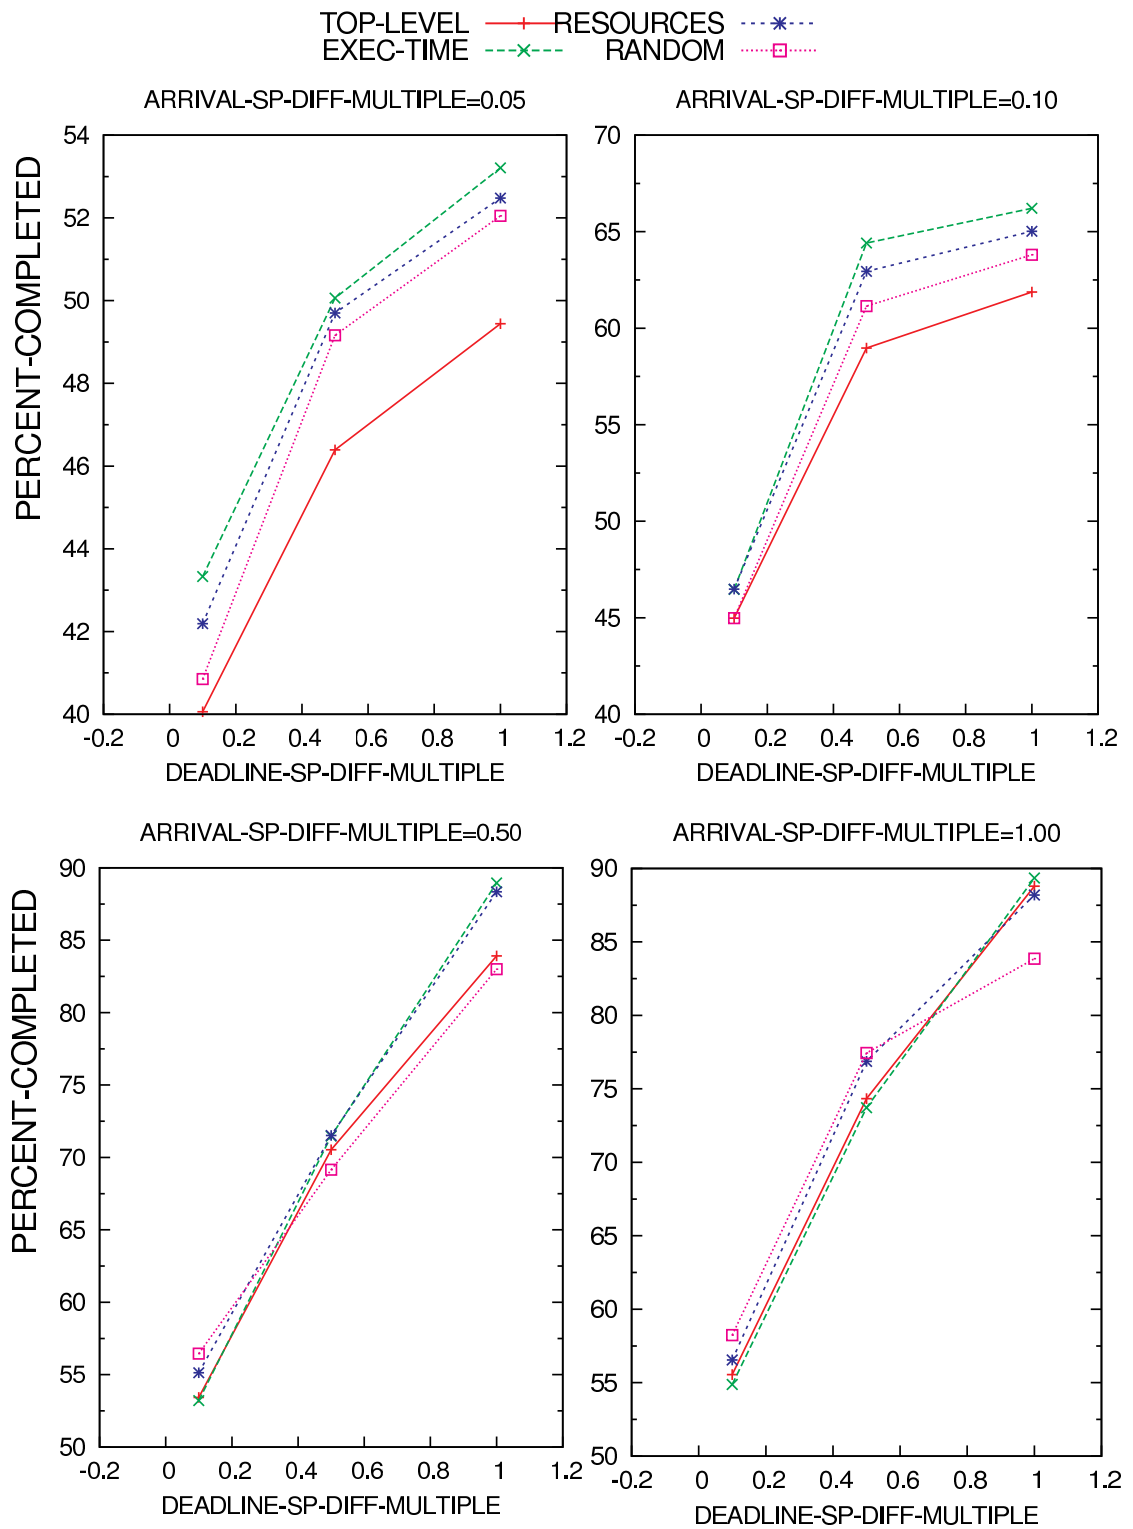 TOP-LEVEL RESOURCES
EXEC-TIME RANDOM
ARRIVAL-SP-DIFF-MULTIPLE=0.05
PERCENT-COMPLETED
54
52
50
48
46
44
42
40
-0.2 0 0.2 0.4 0.6 0.8 1 1.2
DEADLINE-SP-DIFF-MULTIPLE
ARRIVAL-SP-DIFF-MULTIPLE=0.10
70
65
60
55
50
45
40
-0.2 0 0.2 0.4 0.6 0.8 1 1.2
DEADLINE-SP-DIFF-MULTIPLE
ARRIVAL-SP-DIFF-MULTIPLE=0.50
PERCENT-COMPLETED
90
85
80
75
70
65
60
55
50
-0.2 0 0.2 0.4 0.6 0.8 1 1.2
DEADLINE-SP-DIFF-MULTIPLE
ARRIVAL-SP-DIFF-MULTIPLE=1.00
90
85
80
75
70
65
60
55
50
-0.2 0 0.2 0.4 0.6 0.8 1 1.2
DEADLINE-SP-DIFF-MULTIPLE